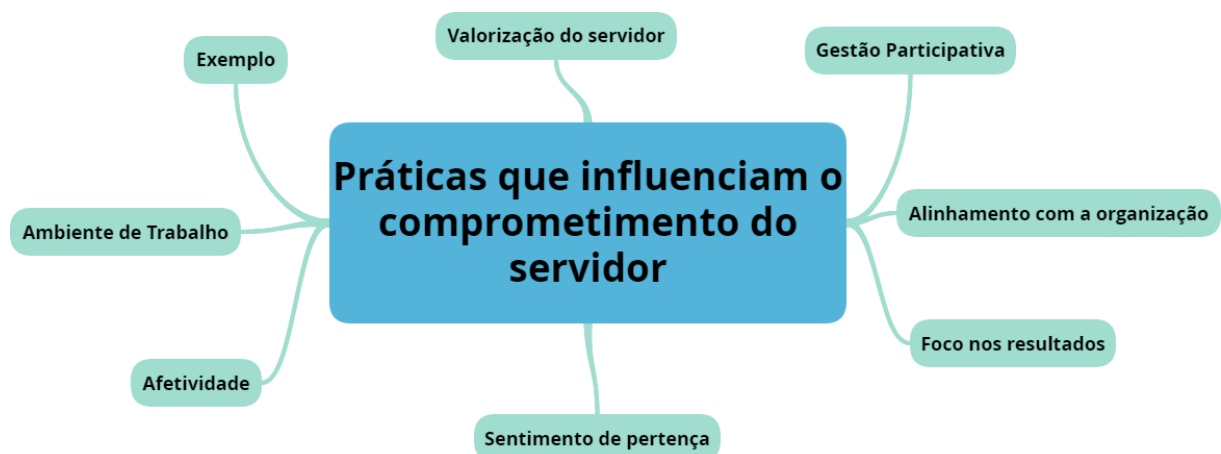 Valorização do servidor
Exemplo
Gestão Participativa
Práticas que influenciam o
comprometimento do
servidor
Ambiente de Trabalho
Alinhamento com a organização
Foco nos resultados
Afetividade
Sentimento de pertença